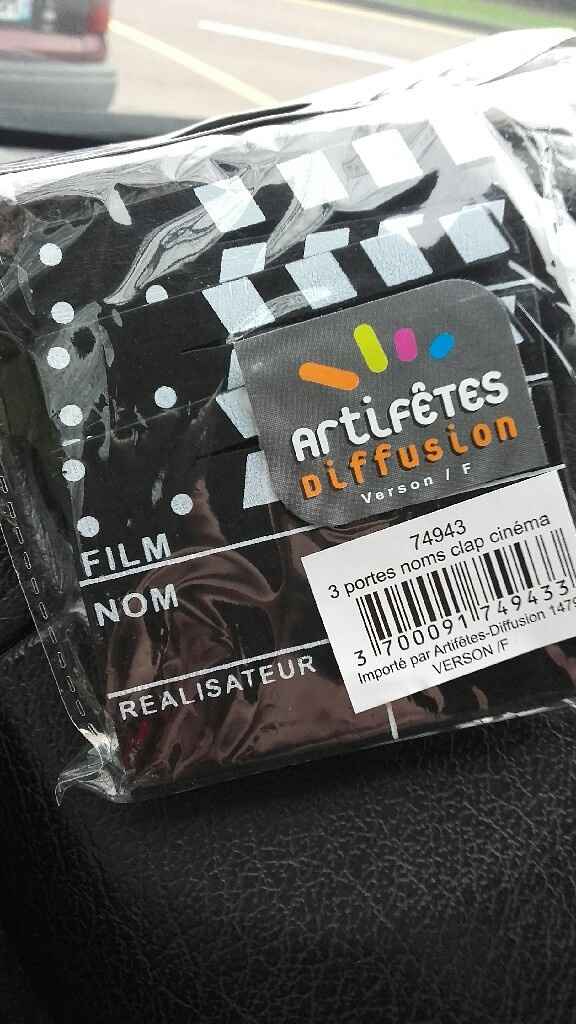 ARTIFÊTES
Diffusion
Verson / F
74943
3 portes noms clap cinéma
3 700091 749433
Importé par Artifêtes-Diffusion
VERSON /F
FILM
NOM
REALISATEUR